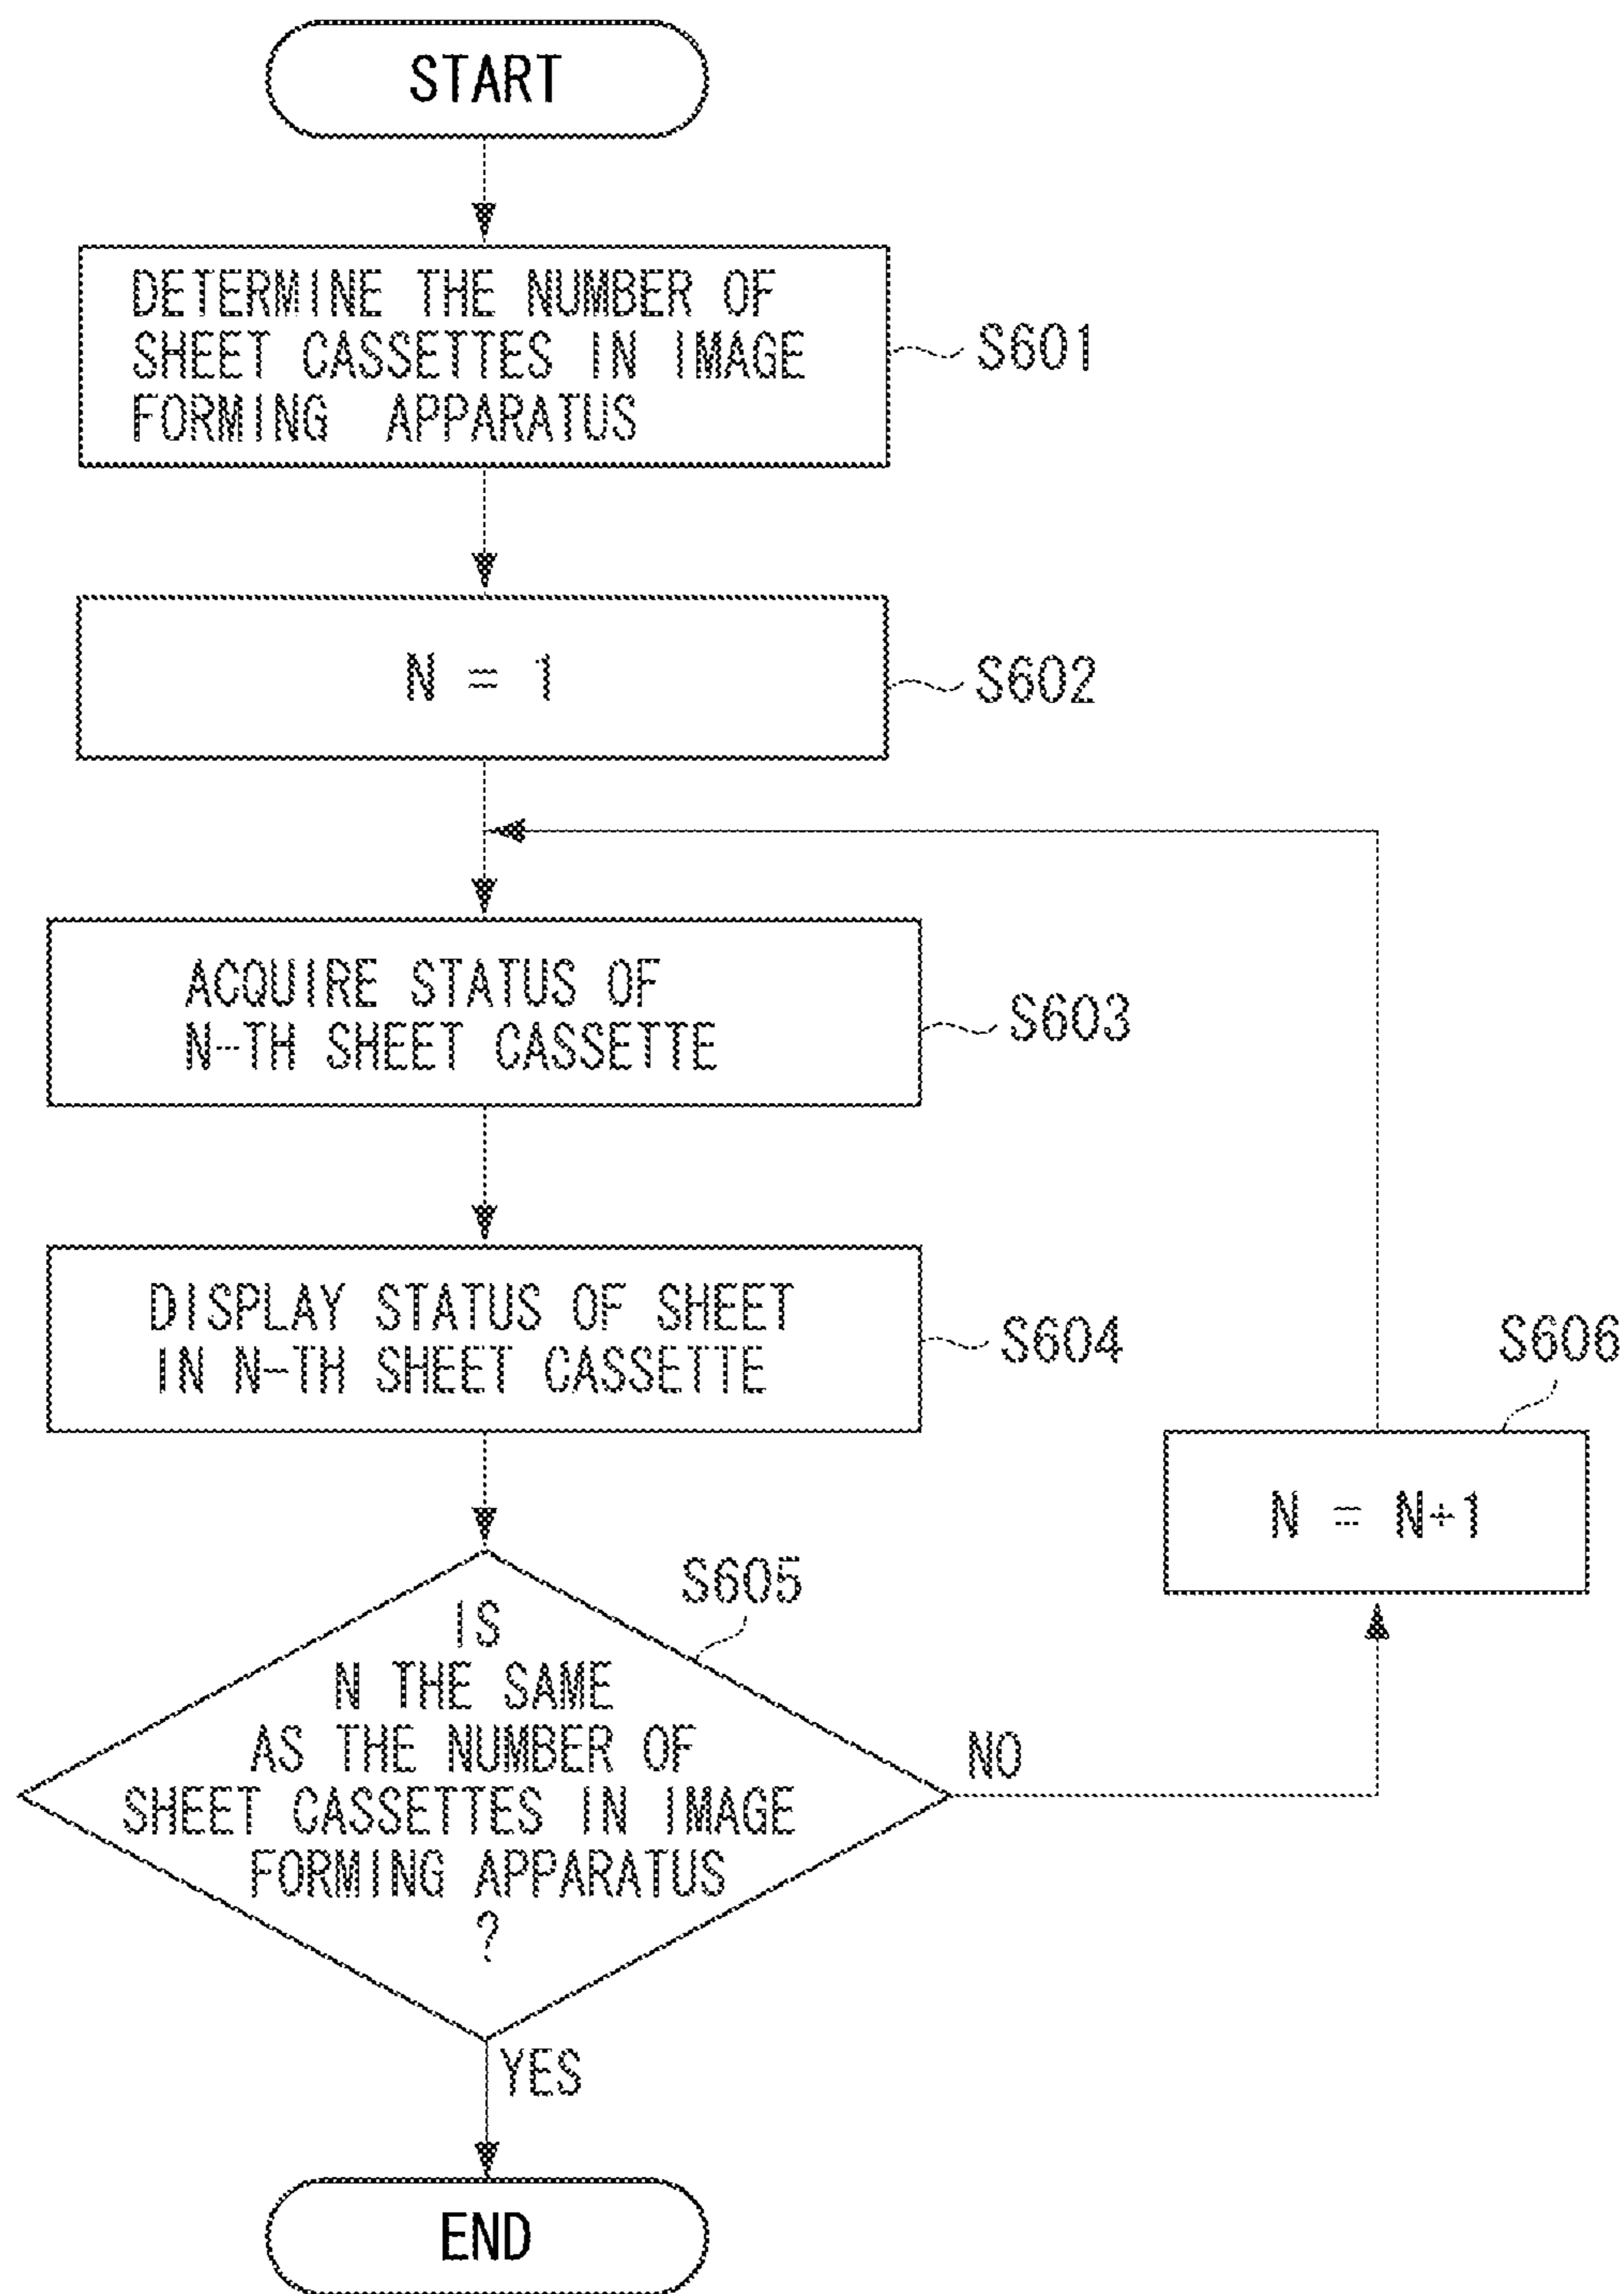 START
DETERMINE THE NUMBER OF
SHEET CASSETTES IN IMAGE
FORMING APPARATUS
S601
N = 1
S602
ACQUIRE STATUS OF
N-TH SHEET CASSETTE
S603
DISPLAY STATUS OF SHEET
IN N-TH SHEET CASSETTE
S604
S606
N = N+1
S605
IS
N THE SAME
AS THE NUMBER OF
SHEET CASSETTES IN IMAGE
FORMING APPARATUS
?
NO
YES
END